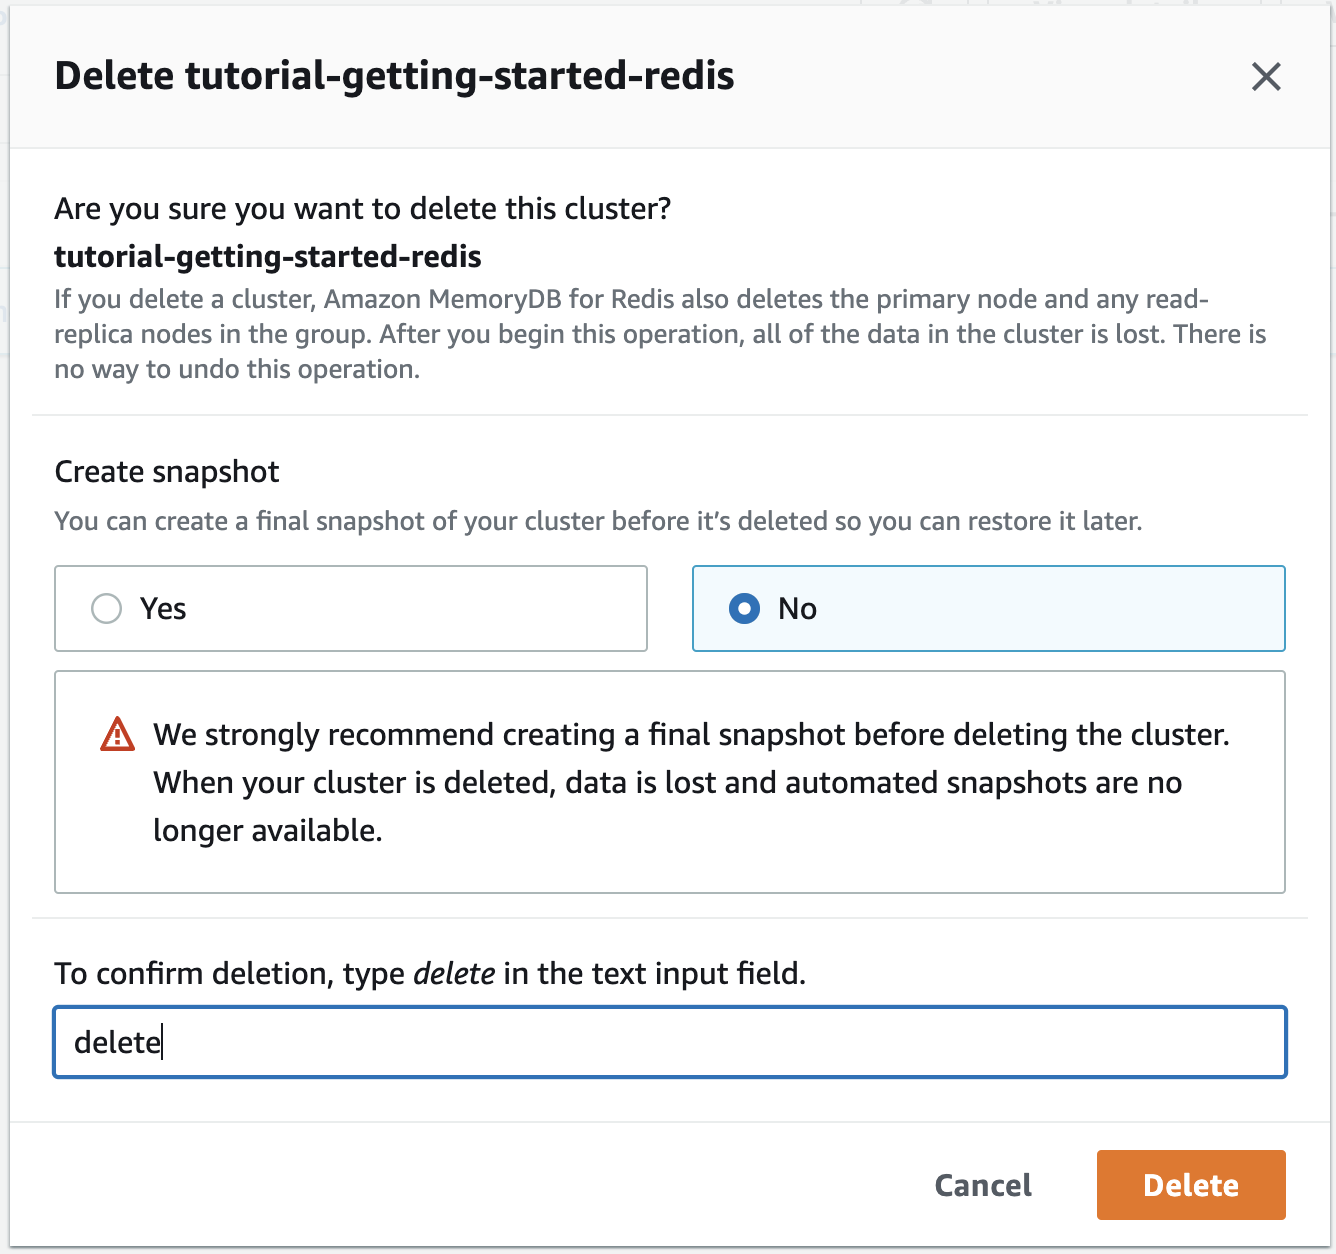 Delete tutorial-getting-started-redis
Are you sure you want to delete this cluster?
tutorial-getting-started-redis
If you delete a cluster, Amazon MemoryDB for Redis also deletes the primary node and any read-
replica nodes in the group. After you begin this operation, all of the data in the cluster is lost. There is
no way to undo this operation.
Create snapshot
You can create a final snapshot of your cluster before it’s deleted so you can restore it later.
Yes
No
We strongly recommend creating a final snapshot before deleting the cluster.
When your cluster is deleted, data is lost and automated snapshots are no
longer available.
To confirm deletion, type delete in the text input field.
delete
Cancel
Delete